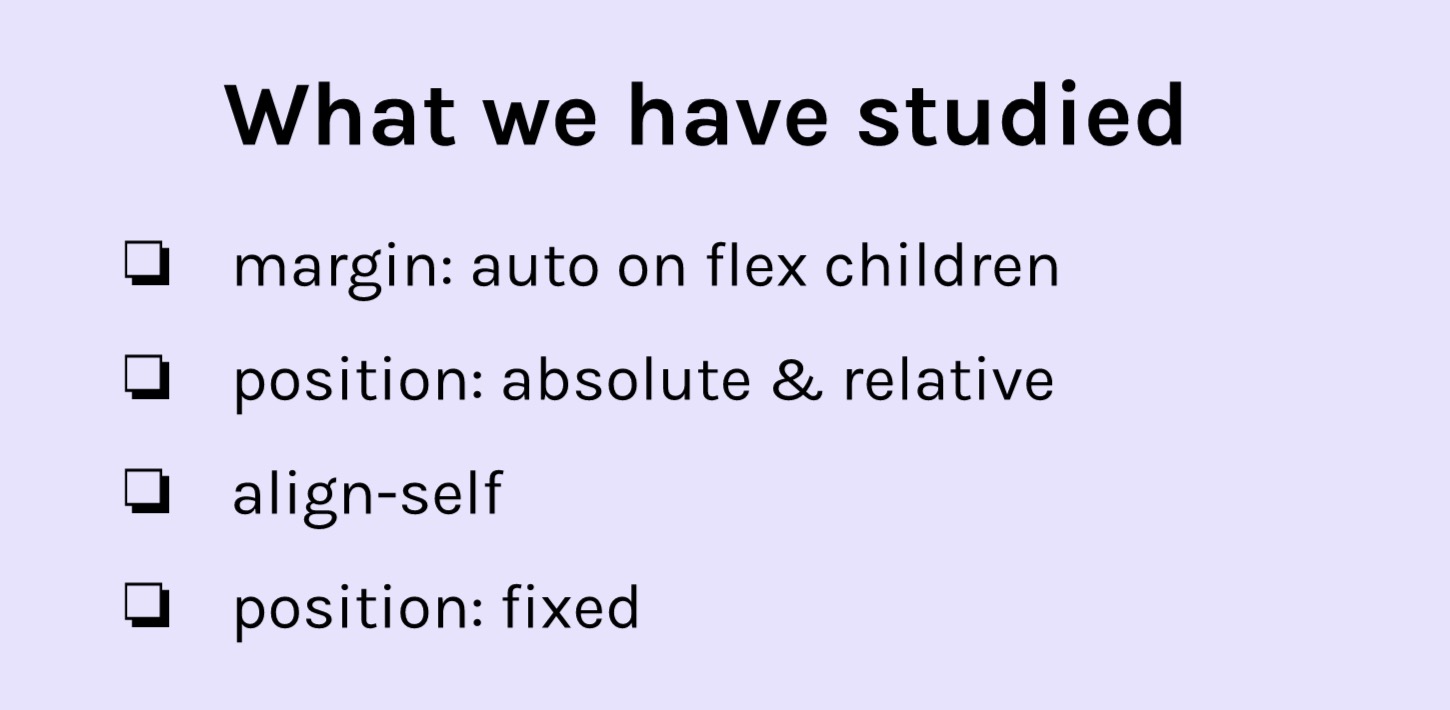 What we have studied
❏ margin: auto on flex children
❏ position: absolute & relative
❏ align-self
❏ position: fixed